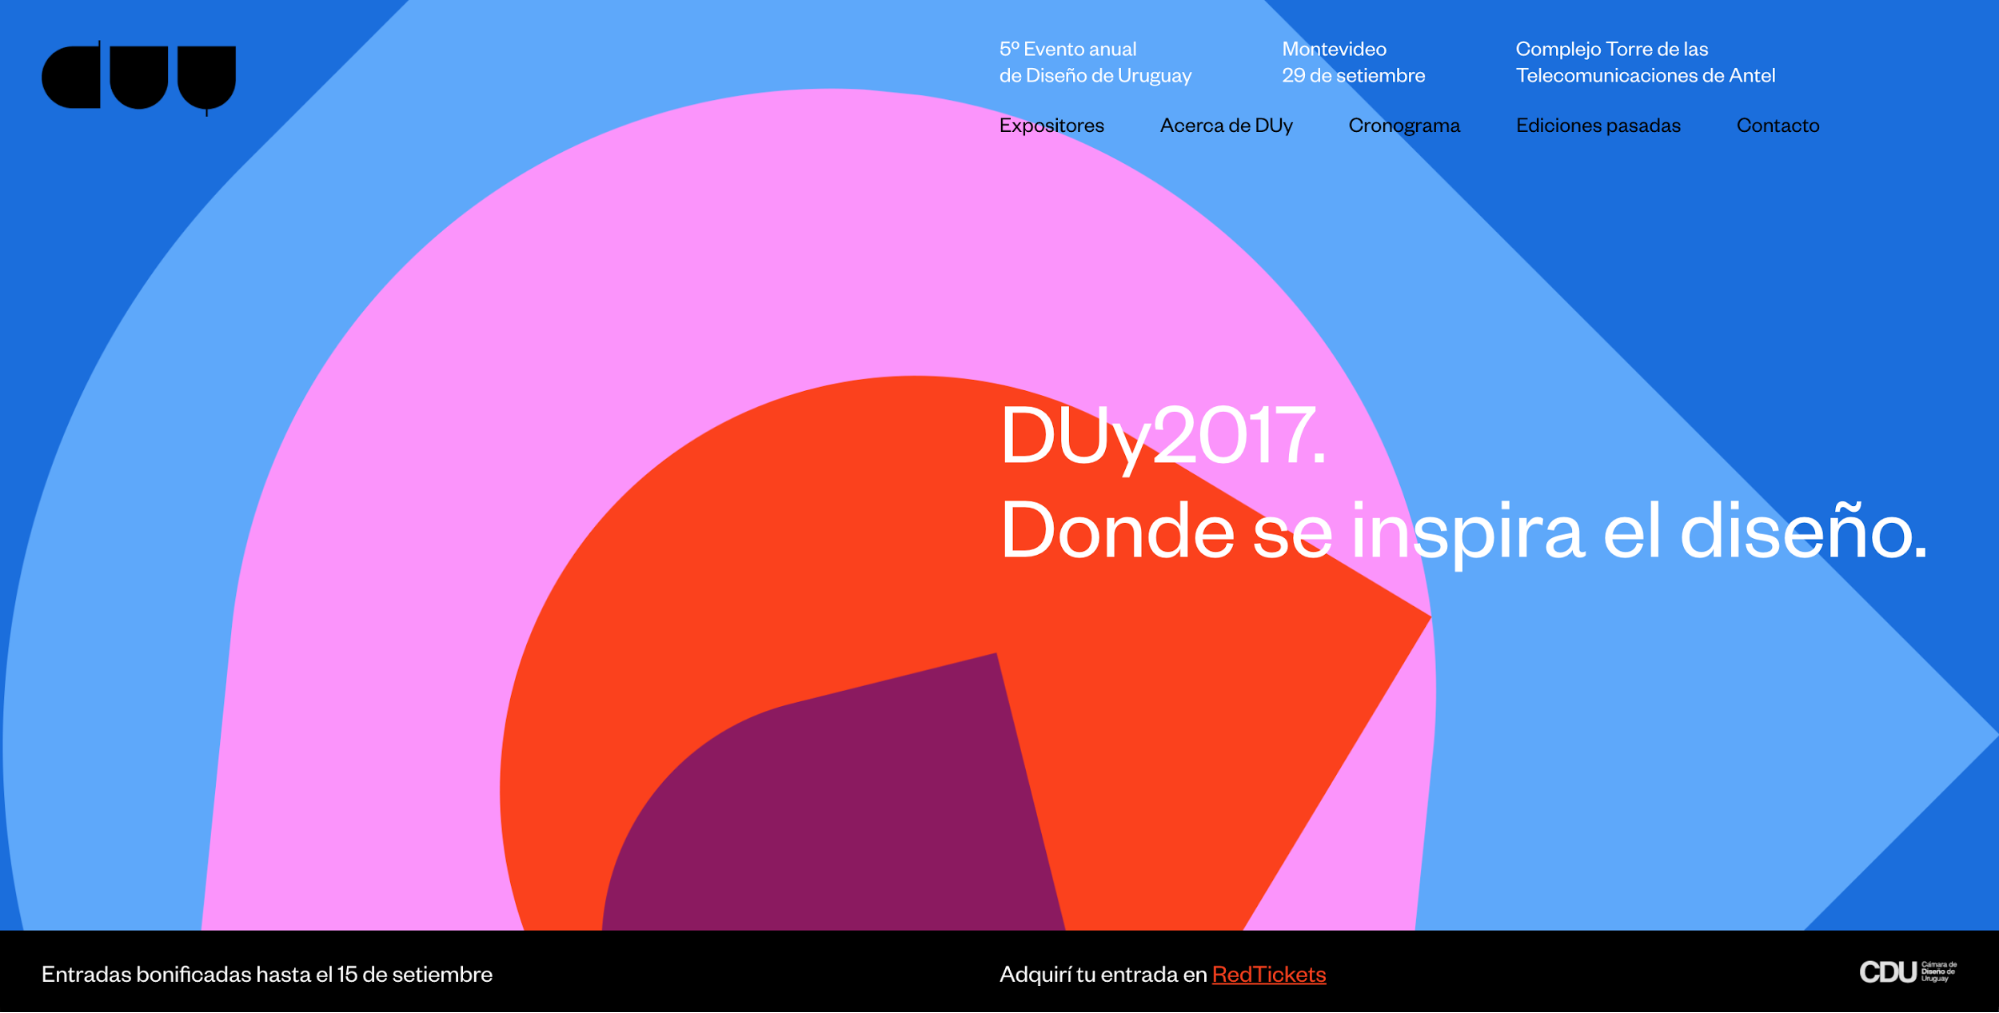 DUy
5º Evento anual
de Diseño de Uruguay
Montevideo
29 de setiembre
Complejo Torre de las
Telecomunicaciones de Antel
Expositores
Acerca de DUy
Cronograma
Ediciones pasadas
Contacto
DUy2017.
Donde se inspira el diseño.
Entradas bonificadas hasta el 15 de setiembre
Adquirí tu entrada en RedTickets
CDU
Cámara de
Diseño de
Uruguay